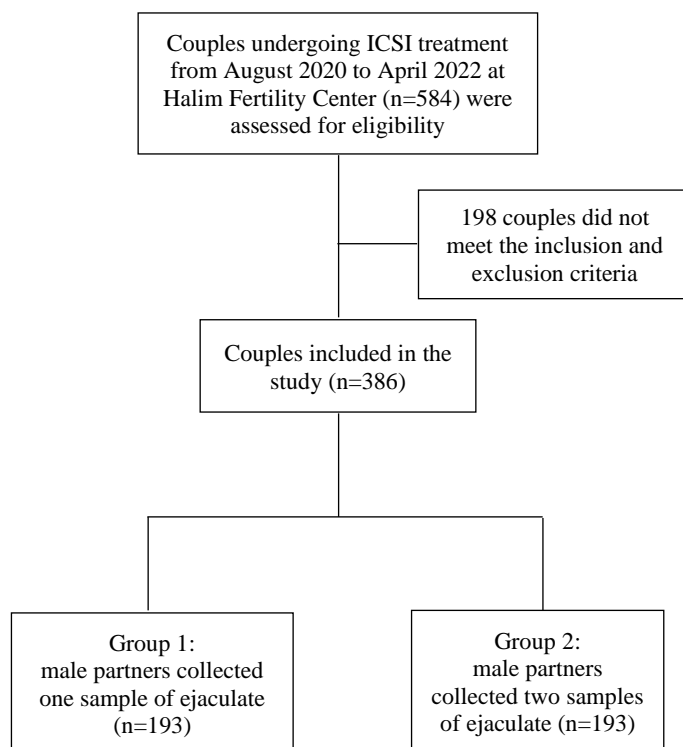 Couples undergoing ICSI treatment
from August 2020 to April 2022 at
Halim Fertility Center (n=584) were
assessed for eligibility
198 couples did not
meet the inclusion and
exclusion criteria
Couples included in the
study (n=386)
Group 1:
male partners collected
one sample of ejaculate
(n=193)
Group 2:
male partners
collected two samples
of ejaculate (n=193)